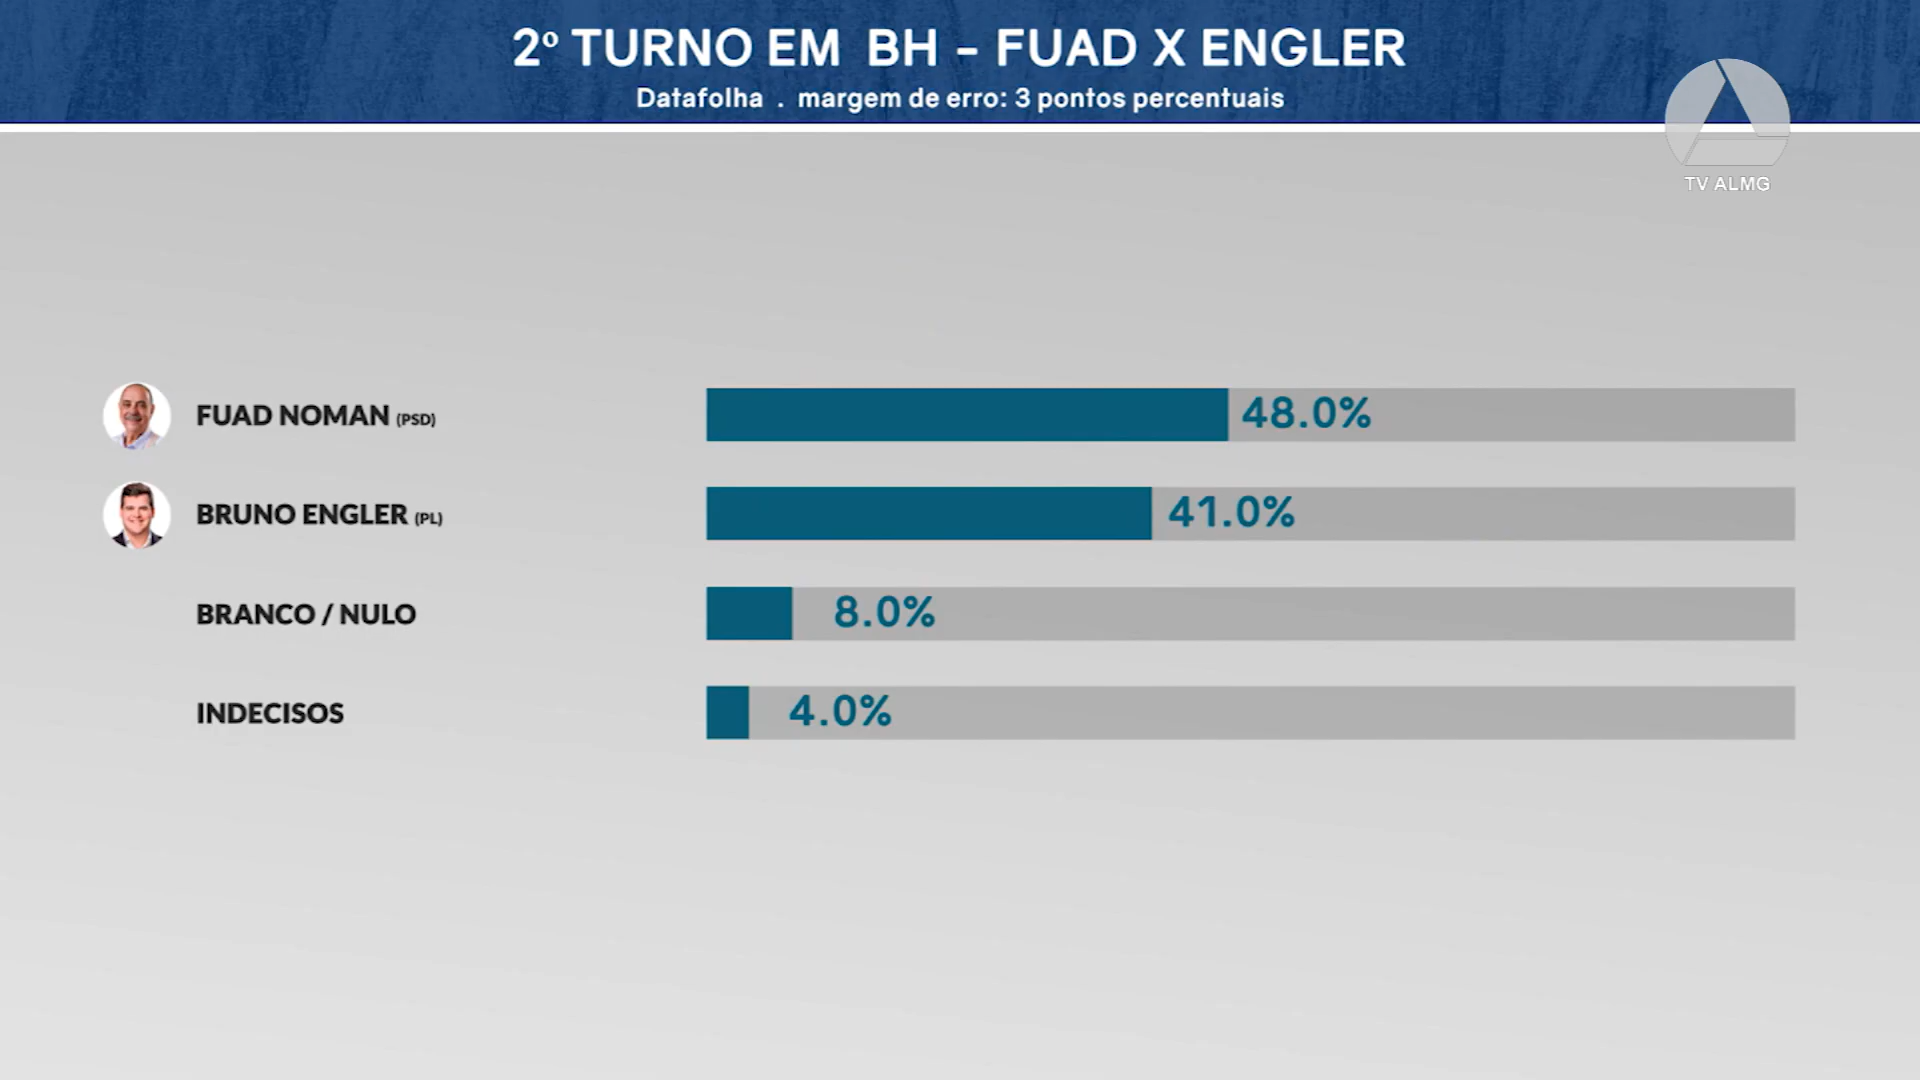 2º TURNO EM BH - FUAD X ENGLER
Datafolha . margem de erro: 3 pontos percentuais
TV ALMG
FUAD NOMAN (PSD) 48.0%
BRUNO ENGLER (PL) 41.0%
BRANCO / NULO 8.0%
INDECISOS 4.0%